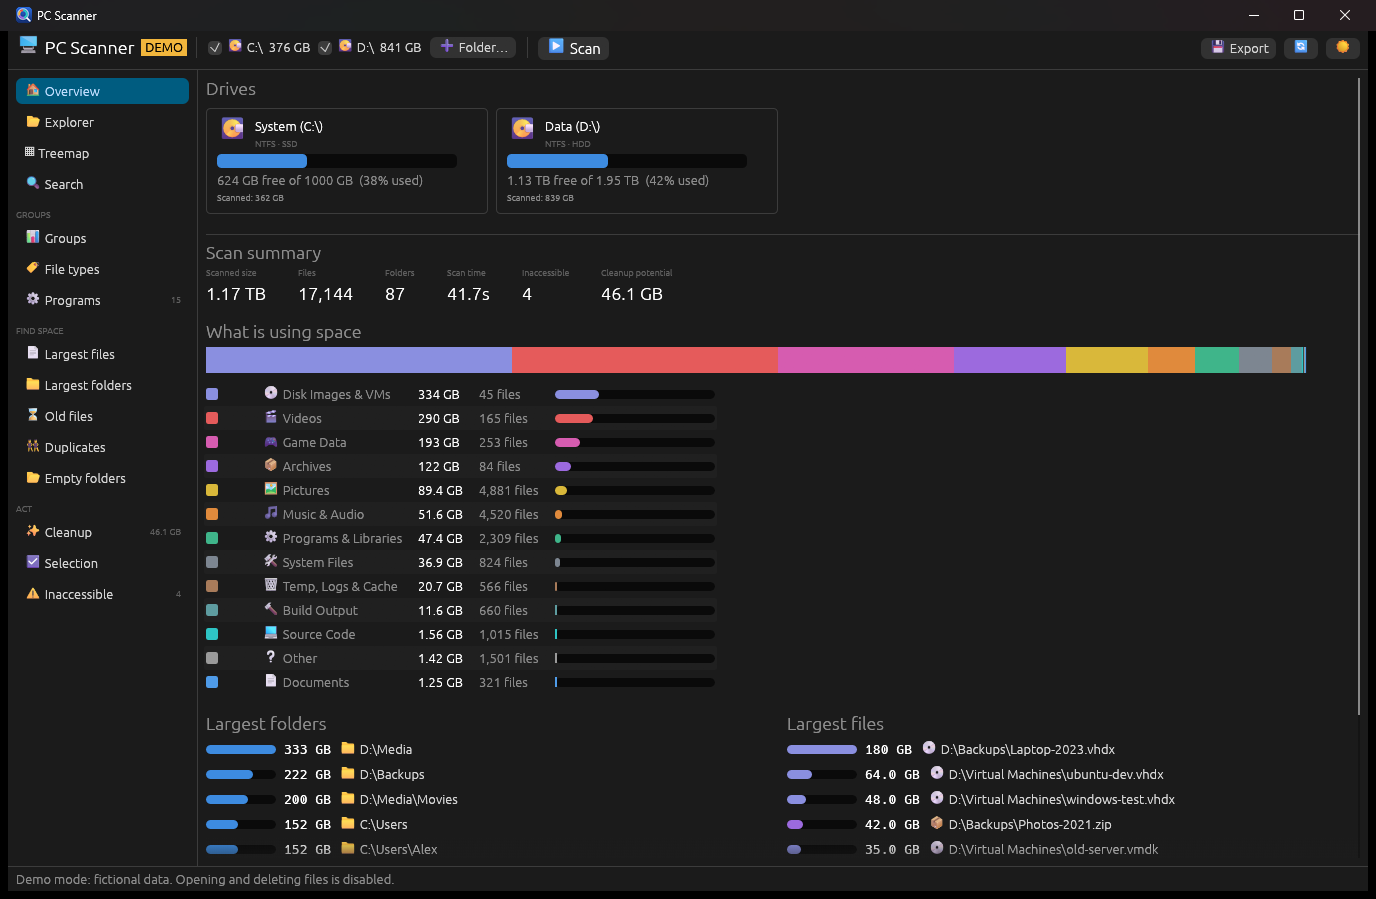 PC Scanner
PC Scanner DEMO C:\ 376 GB D:\ 841 GB Folder... Scan Export
Overview
Explorer
Treemap
Search
GROUPS
Groups
File types
Programs 15
FIND SPACE
Largest files
Largest folders
Old files
Duplicates
Empty folders
ACT
Cleanup 46.1 GB
Selection
Inaccessible 4
Drives
System (C:\)
NTFS · SSD
624 GB free of 1000 GB (38% used)
Scanned: 362 GB
Data (D:\)
NTFS · HDD
1.13 TB free of 1.95 TB (42% used)
Scanned: 839 GB
Scan summary
Scanned size Files Folders Scan time Inaccessible Cleanup potential
1.17 TB 17,144 87 41.7s 4 46.1 GB
What is using space
Disk Images & VMs 334 GB 45 files
Videos 290 GB 165 files
Game Data 193 GB 253 files
Archives 122 GB 84 files
Pictures 89.4 GB 4,881 files
Music & Audio 51.6 GB 4,520 files
Programs & Libraries 47.4 GB 2,309 files
System Files 36.9 GB 824 files
Temp, Logs & Cache 20.7 GB 566 files
Build Output 11.6 GB 660 files
Source Code 1.56 GB 1,015 files
Other 1.42 GB 1,501 files
Documents 1.25 GB 321 files
Largest folders
333 GB D:\Media
222 GB D:\Backups
200 GB D:\Media\Movies
152 GB C:\Users
152 GB C:\Users\Alex
Largest files
180 GB D:\Backups\Laptop-2023.vhdx
64.0 GB D:\Virtual Machines\ubuntu-dev.vhdx
48.0 GB D:\Virtual Machines\windows-test.vhdx
42.0 GB D:\Backups\Photos-2021.zip
35.0 GB D:\Virtual Machines\old-server.vmdk
Demo mode: fictional data. Opening and deleting files is disabled.